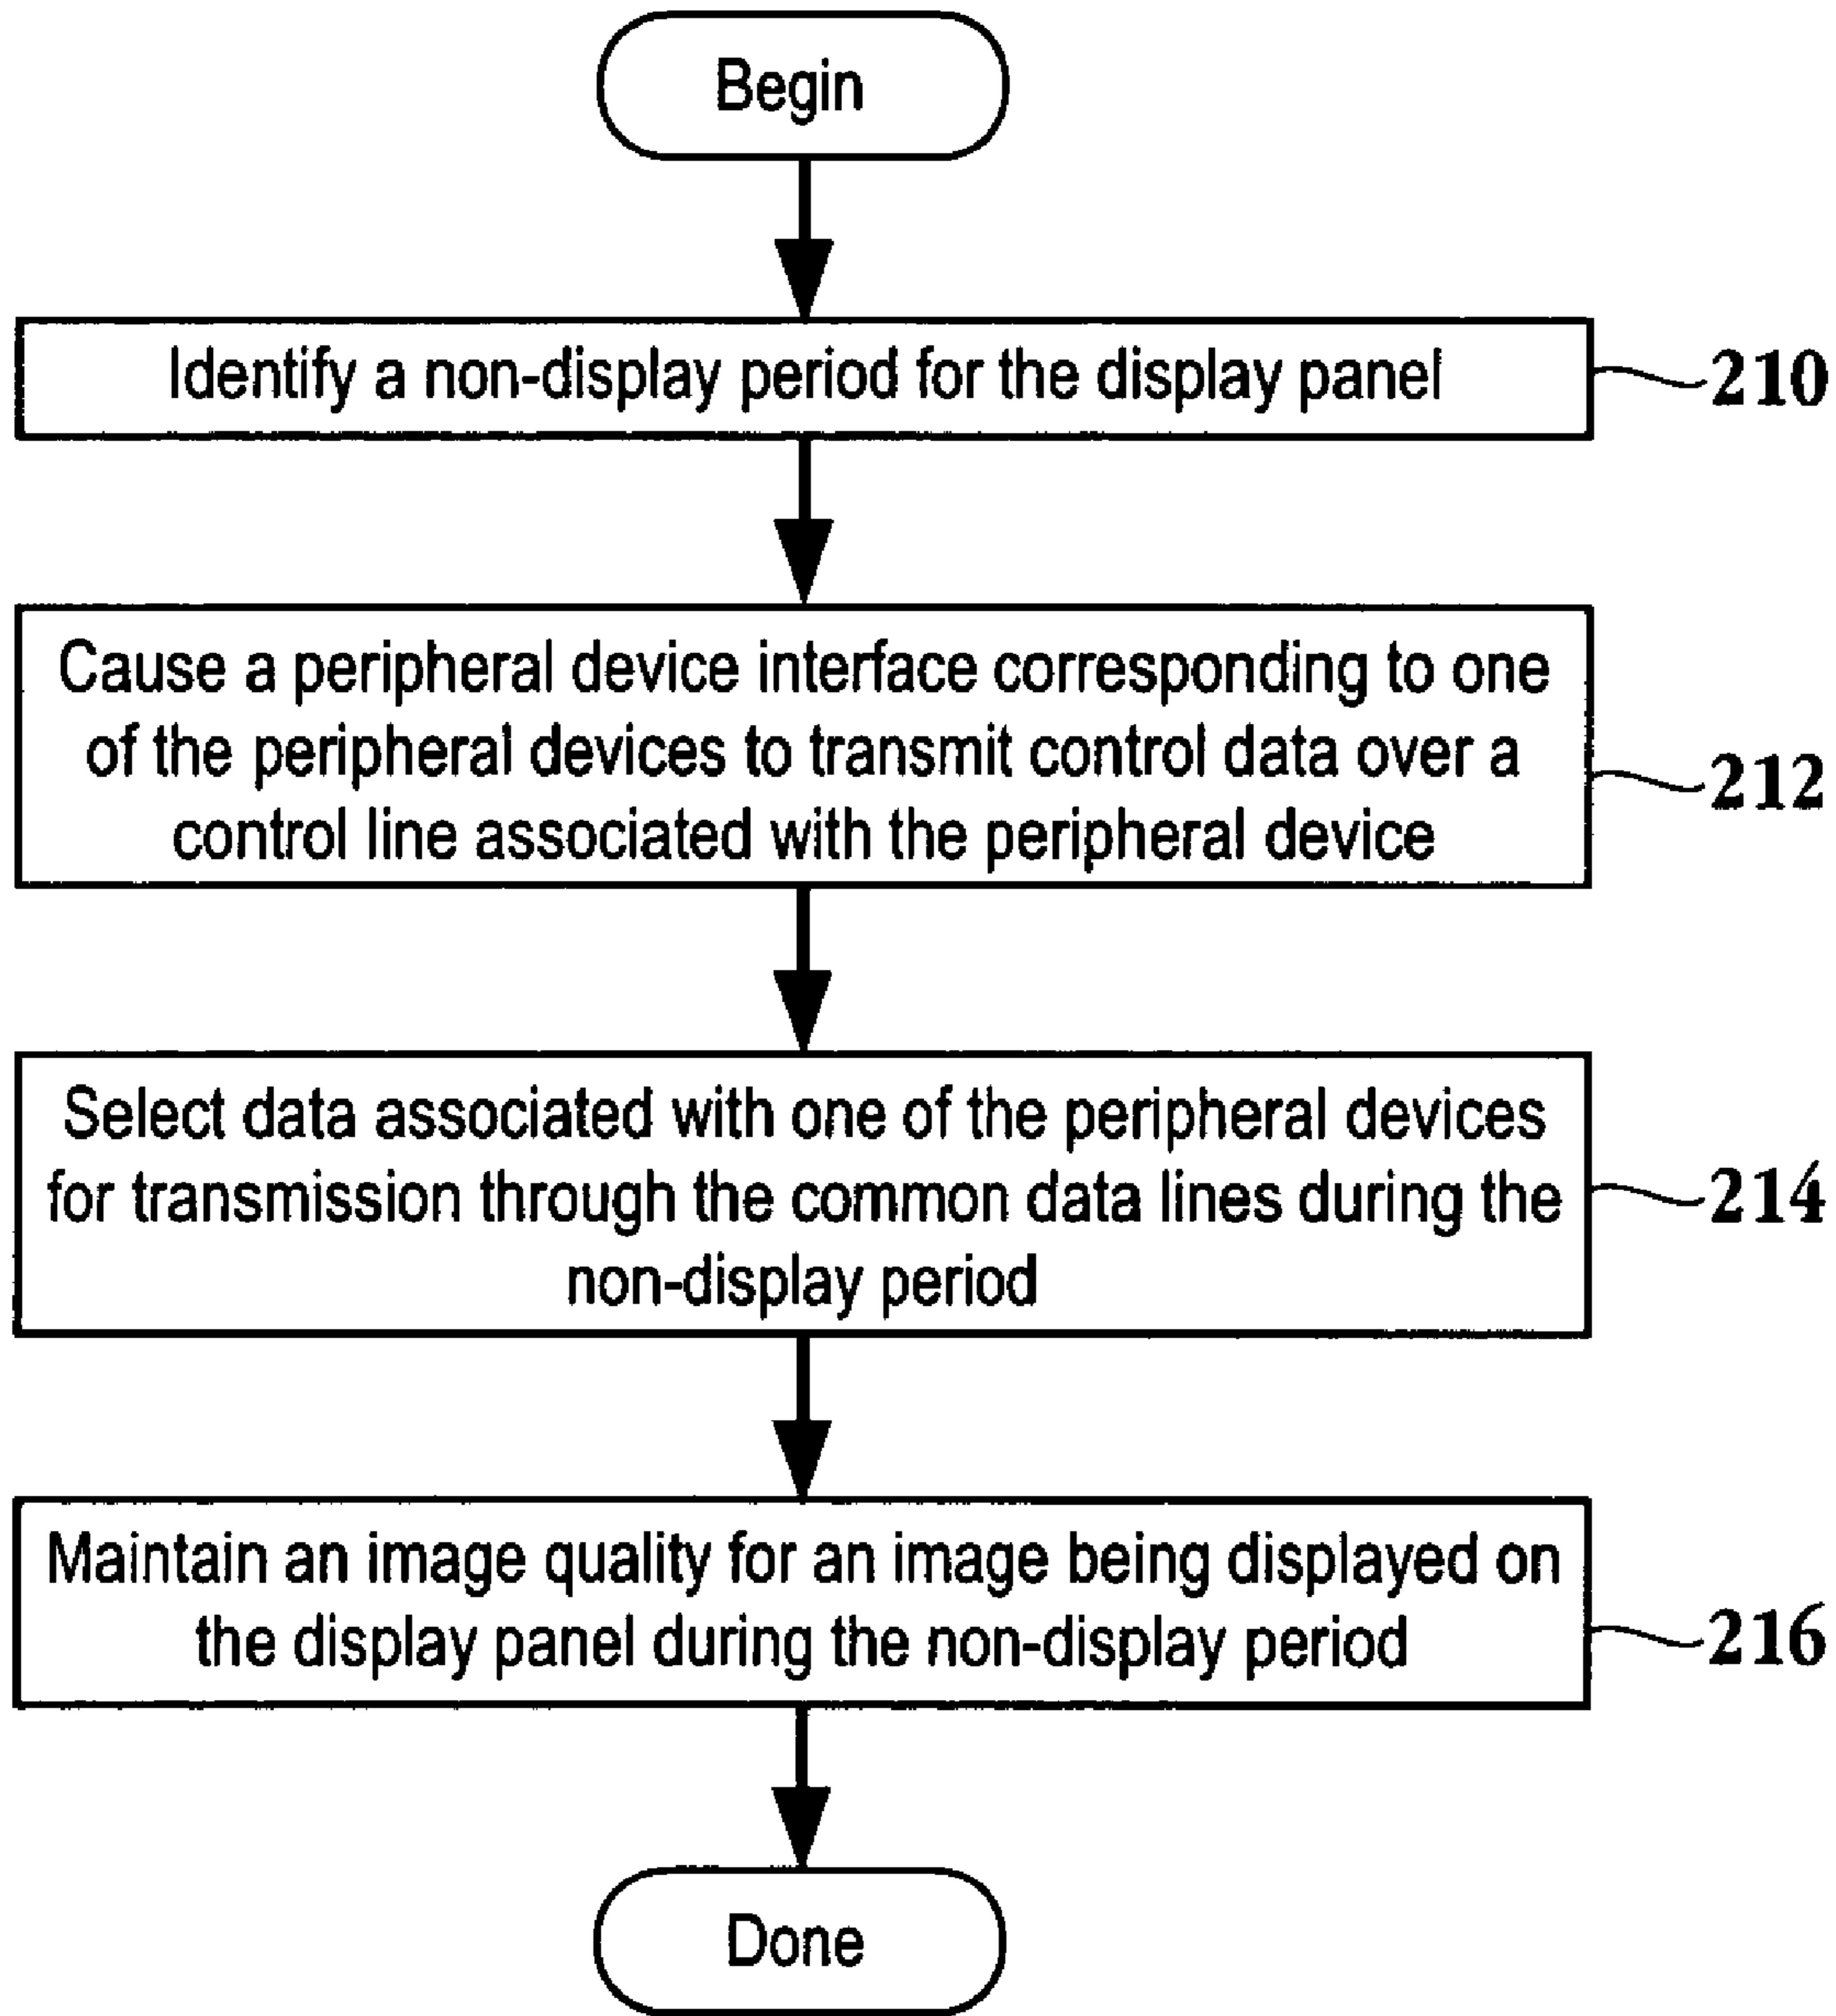 Begin
Identify a non-display period for the display panel
210
Cause a peripheral device interface corresponding to one
of the peripheral devices to transmit control data over a
control line associated with the peripheral device
212
Select data associated with one of the peripheral devices
for transmission through the common data lines during the
non-display period
214
Maintain an image quality for an image being displayed on
the display panel during the non-display period
216
Done